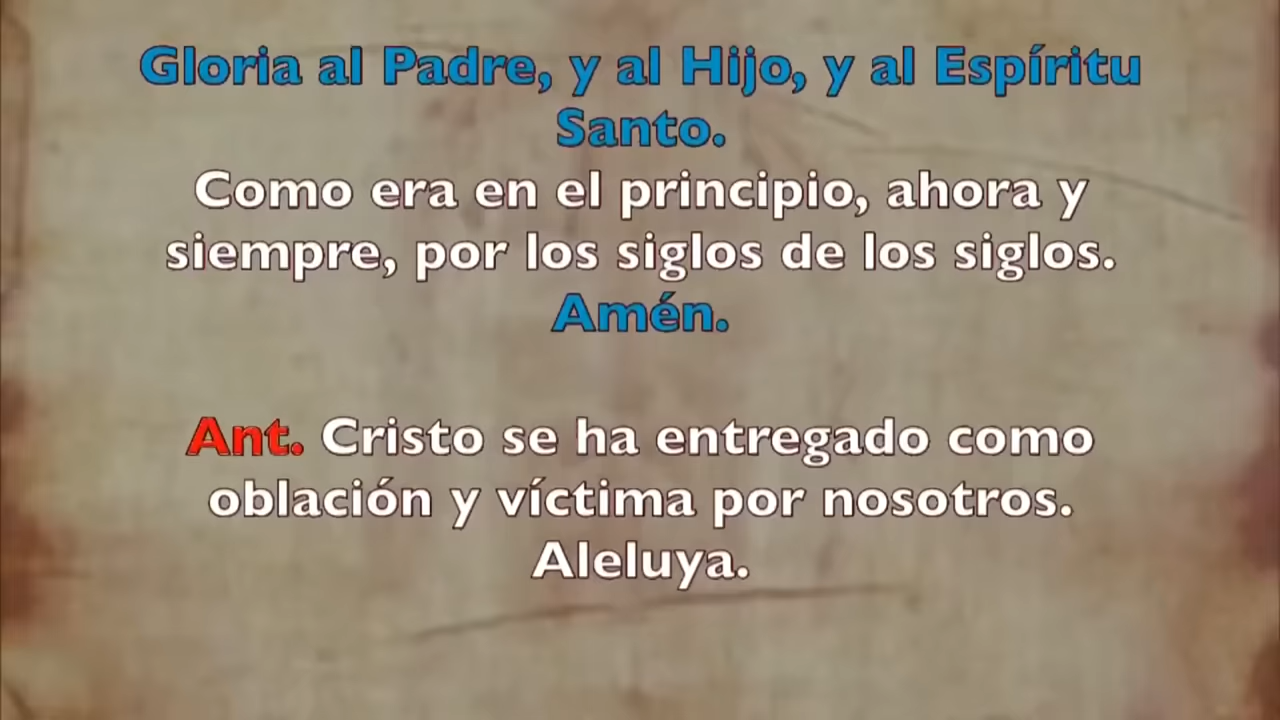 Gloria al Padre, y al Hijo, y al Espíritu
Santo.
Como era en el principio, ahora y
siempre, por los siglos de los siglos.
Amén.
Ant. Cristo se ha entregado como
oblación y víctima por nosotros.
Aleluya.